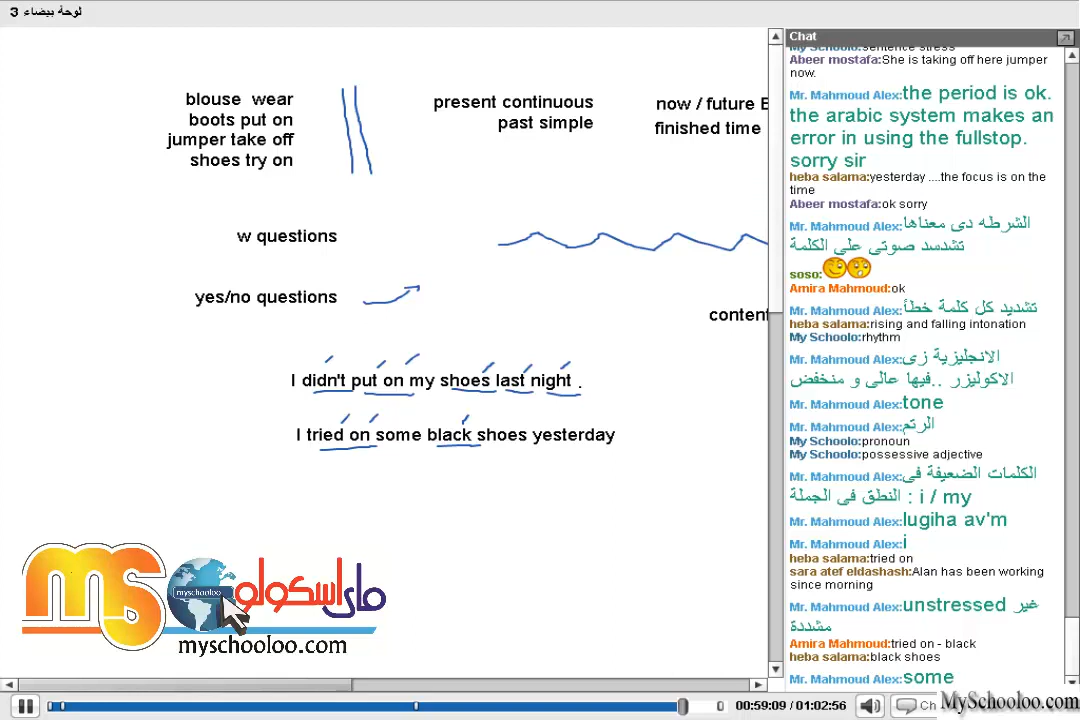 لوحة بيضاء 3
blouse wear
boots put on
jumper take off
shoes try on
present continuous
past simple
now / future
finished time
w questions
yes/no questions
content
I didn't put on my shoes last night .
I tried on some black shoes yesterday
ms
myschooloo
ماى اسكولو
myschooloo.com
Chat
My Schoolo:sentence stress
Abeer mostafa:She is taking off here jumper
now.
Mr. Mahmoud Alex:the period is ok.
the arabic system makes an
error in using the fullstop.
sorry sir
heba salama:yesterday ....the focus is on the
time
Abeer mostafa:ok sorry
Mr. Mahmoud Alex:الشرطه دى معناها
تشدسد صوتى على الكلمة
soso:
Amira Mahmoud:ok
Mr. Mahmoud Alex:تشديد كل كلمة خطأ
heba salama:rising and falling intonation
My Schoolo:rhythm
Mr. Mahmoud Alex:الانجليزية زى
الاكوليزر ..فيها عالى و منخفض
Mr. Mahmoud Alex:tone
Mr. Mahmoud Alex:الرتم
My Schoolo:pronoun
My Schoolo:possessive adjective
Mr. Mahmoud Alex:الكلمات الضعيفة فى
النطق فى الجملة : i / my
Mr. Mahmoud Alex:lugiha av'm
Mr. Mahmoud Alex:i
heba salama:tried on
sara atef eldashash:Alan has been working
since morning
Mr. Mahmoud Alex:unstressed غير
مشددة
Amira Mahmoud:tried on - black
heba salama:black shoes
Mr. Mahmoud Alex:some
00:59:09 / 01:02:56
Ch
MySchooloo.com